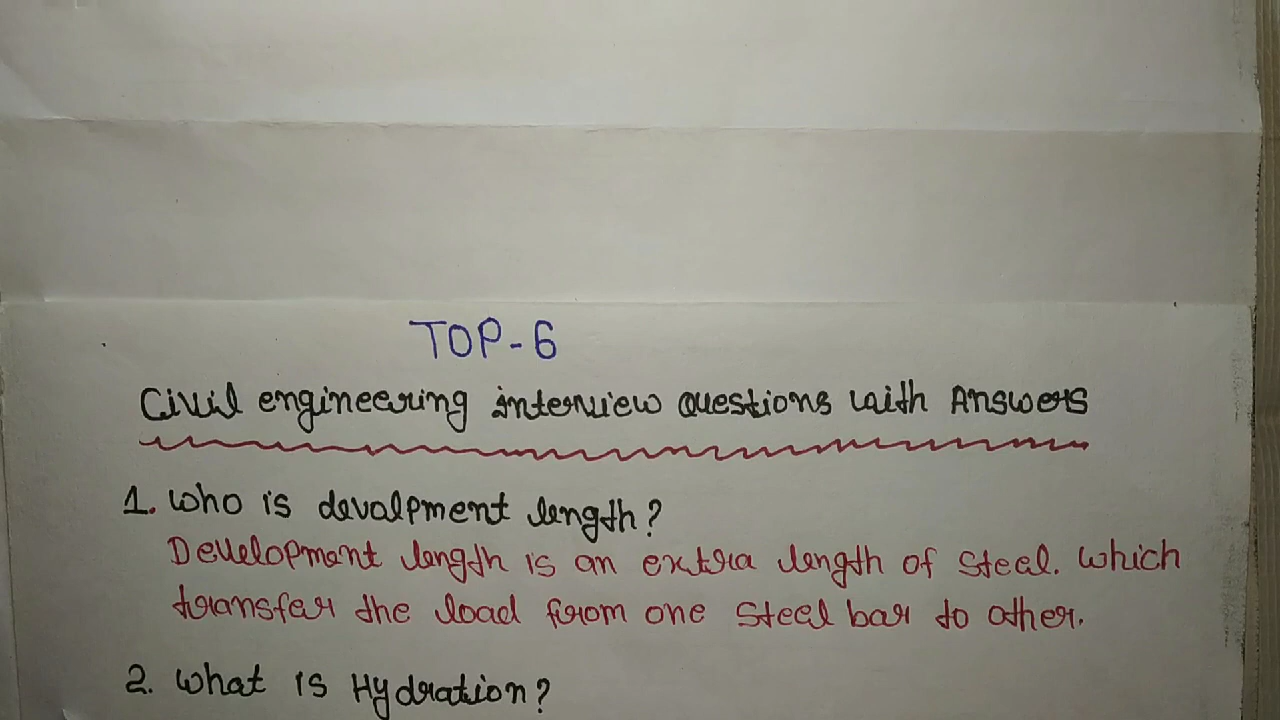 TOP-6
Civil engineering interview questions with Answers
1. Who is devalpment length?
Development length is an extra length of steal. which
transfer the load from one steel bar to other.
2. What is Hydration?